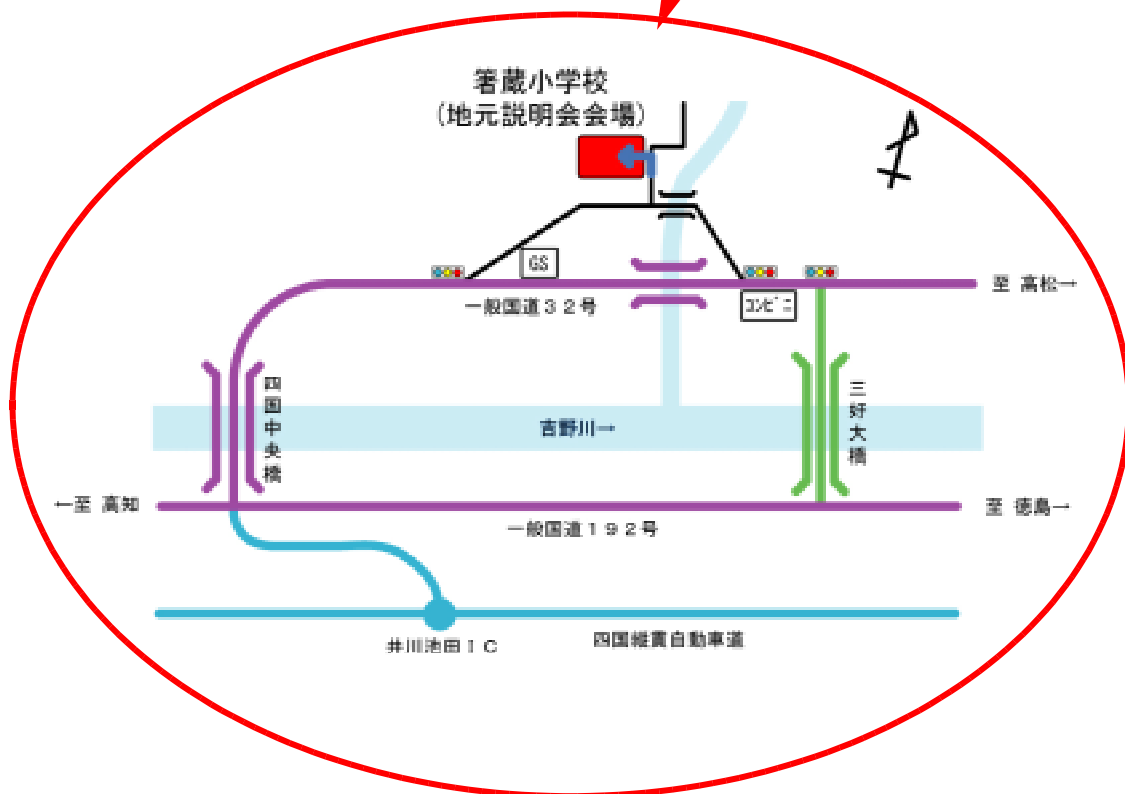 箸蔵小学校
(地元説明会会場)
GS
一般国道32号
コンビニ
至 高松→
四国中央橋
三好大橋
吉野川→
←至 高知
至 徳島→
一般国道192号
井川池田IC
四国縦貫自動車道